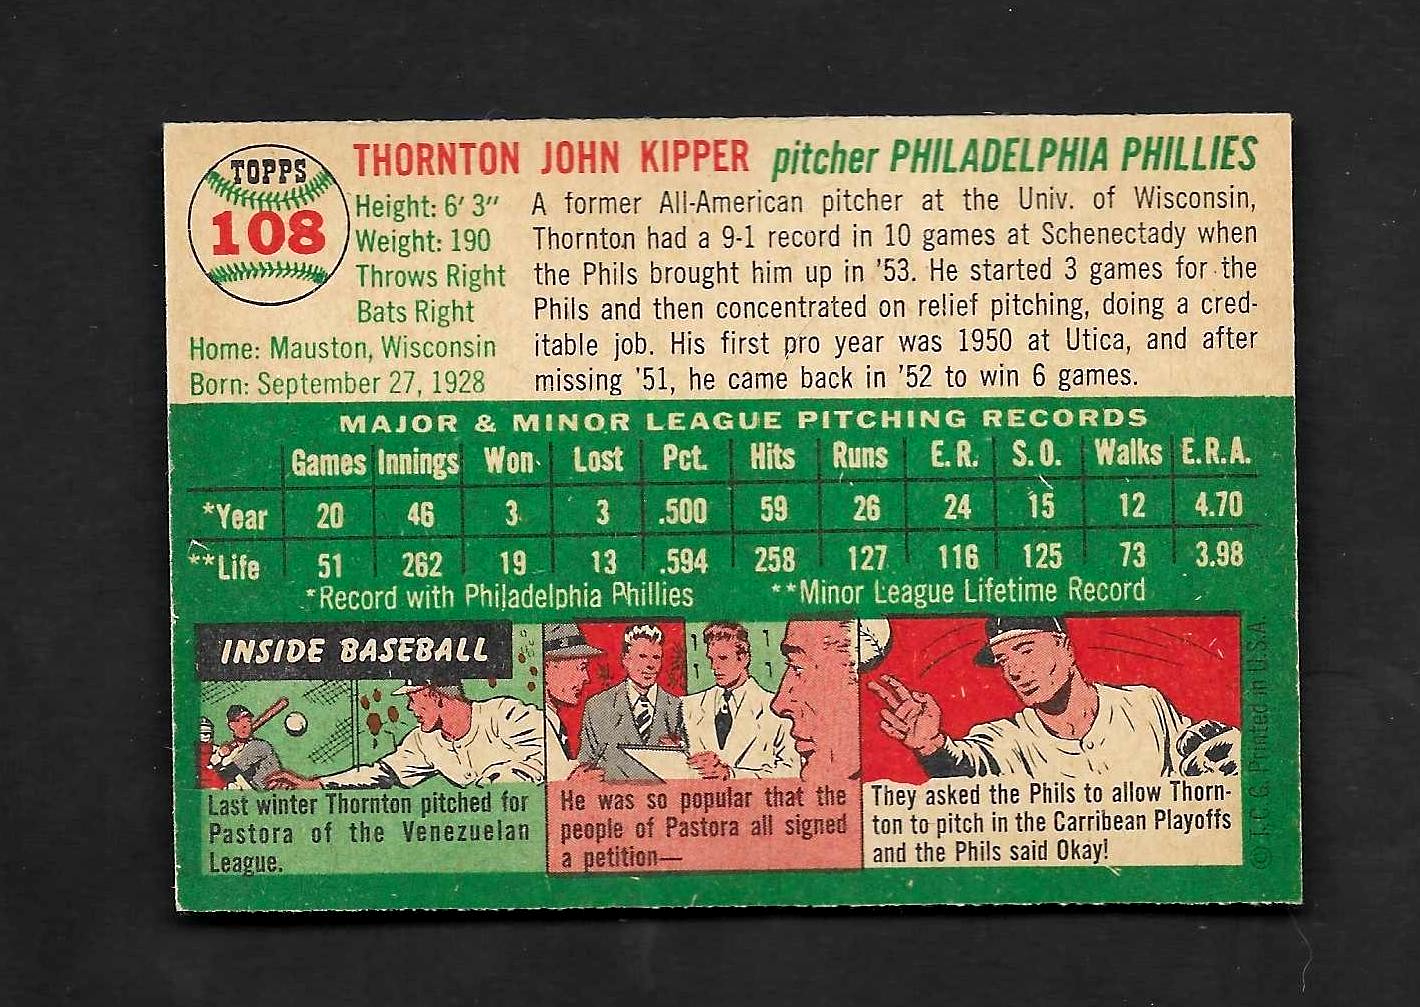 TOPPS
108
THORNTON JOHN KIPPER pitcher PHILADELPHIA PHILLIES
Height: 6' 3"
Weight: 190
Throws Right
Bats Right
Home: Mauston, Wisconsin
Born: September 27, 1928
A former All-American pitcher at the Univ. of Wisconsin,
Thornton had a 9-1 record in 10 games at Schenectady when
the Phils brought him up in '53. He started 3 games for the
Phils and then concentrated on relief pitching, doing a cred-
itable job. His first pro year was 1950 at Utica, and after
missing '51, he came back in '52 to win 6 games.
MAJOR & MINOR LEAGUE PITCHING RECORDS
Games Innings Won Lost Pct. Hits Runs E.R. S.O. Walks E.R.A.
*Year 20 46 3 3 .500 59 26 24 15 12 4.70
**Life 51 262 19 13 .594 258 127 116 125 73 3.98
*Record with Philadelphia Phillies **Minor League Lifetime Record
INSIDE BASEBALL
Last winter Thornton pitched for
Pastora of the Venezuelan
League.
He was so popular that the
people of Pastora all signed
a petition—
They asked the Phils to allow Thorn-
ton to pitch in the Carribean Playoffs
and the Phils said Okay!
© T.C.G. Printed in U.S.A.